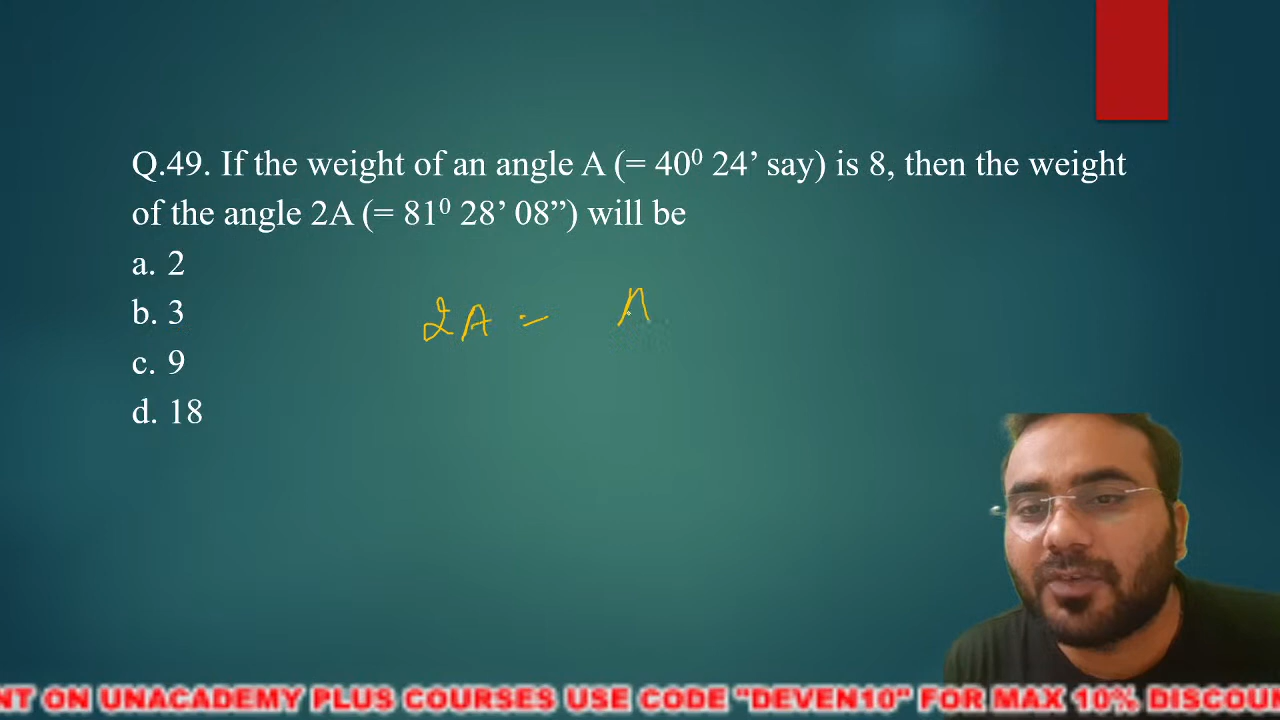 Q.49. If the weight of an angle A (= 40⁰ 24’ say) is 8, then the weight
of the angle 2A (= 81⁰ 28’ 08”) will be
a. 2
b. 3
c. 9
d. 18
2A = A
NT ON UNACADEMY PLUS COURSES USE CODE "DEVEN10" FOR MAX 10% DISCOU